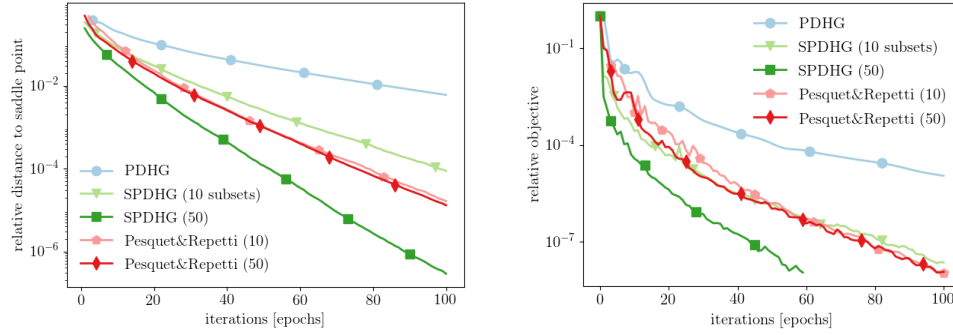 relative distance to saddle point
10⁻²
10⁻⁴
10⁻⁶
PDHG
SPDHG (10 subsets)
SPDHG (50)
Pesquet&Repetti (10)
Pesquet&Repetti (50)
0 20 40 60 80 100
iterations [epochs]
relative objective
10⁻¹
10⁻⁴
10⁻⁷
PDHG
SPDHG (10 subsets)
SPDHG (50)
Pesquet&Repetti (10)
Pesquet&Repetti (50)
0 20 40 60 80 100
iterations [epochs]